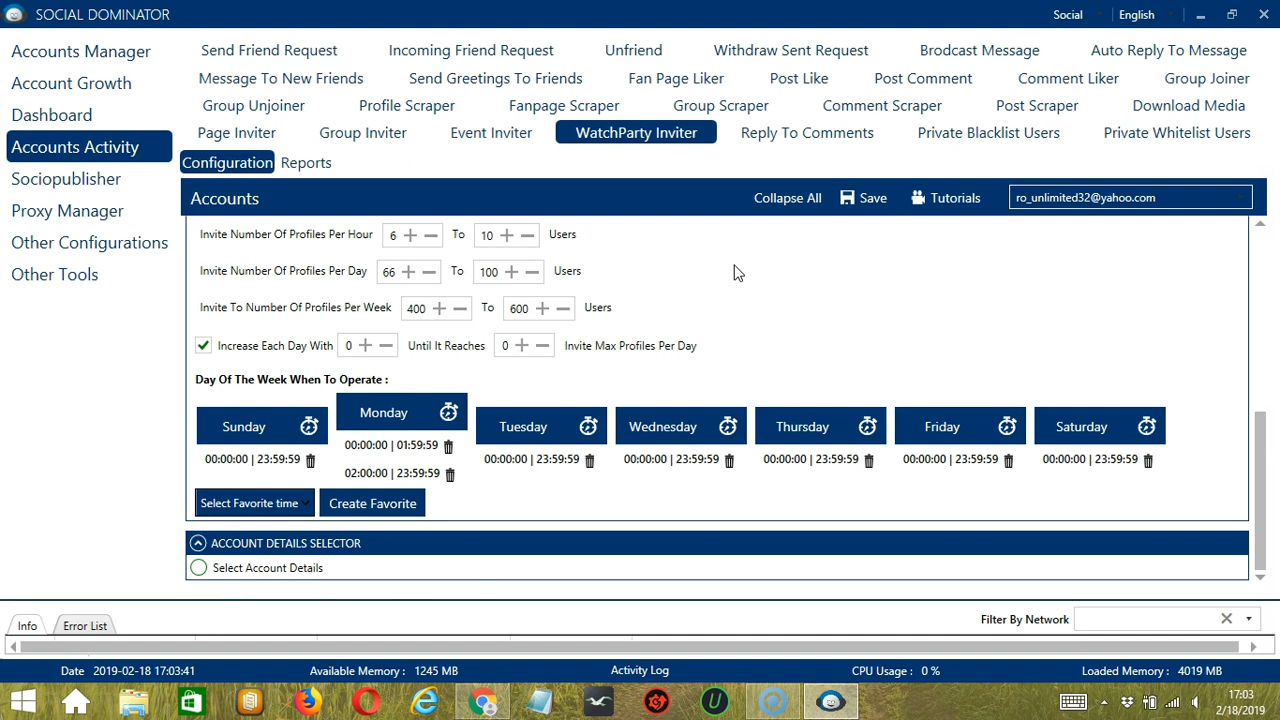 SOCIAL DOMINATOR
Social
English
Accounts Manager
Account Growth
Dashboard
Accounts Activity
Sociopublisher
Proxy Manager
Other Configurations
Other Tools
Send Friend Request
Incoming Friend Request
Unfriend
Withdraw Sent Request
Brodcast Message
Auto Reply To Message
Message To New Friends
Send Greetings To Friends
Fan Page Liker
Post Like
Post Comment
Comment Liker
Group Joiner
Group Unjoiner
Profile Scraper
Fanpage Scraper
Group Scraper
Comment Scraper
Post Scraper
Download Media
Page Inviter
Group Inviter
Event Inviter
WatchParty Inviter
Reply To Comments
Private Blacklist Users
Private Whitelist Users
Configuration
Reports
Accounts
Collapse All
Save
Tutorials
ro_unlimited32@yahoo.com
Invite Number Of Profiles Per Hour 6 To 10 Users
Invite Number Of Profiles Per Day 66 To 100 Users
Invite To Number Of Profiles Per Week 400 To 600 Users
Increase Each Day With 0 Until It Reaches 0 Invite Max Profiles Per Day
Day Of The Week When To Operate :
Sunday
Monday
Tuesday
Wednesday
Thursday
Friday
Saturday
00:00:00 | 23:59:59
00:00:00 | 01:59:59
02:00:00 | 23:59:59
00:00:00 | 23:59:59
00:00:00 | 23:59:59
00:00:00 | 23:59:59
00:00:00 | 23:59:59
00:00:00 | 23:59:59
Select Favorite time
Create Favorite
ACCOUNT DETAILS SELECTOR
Select Account Details
Info
Error List
Filter By Network
Date 2019-02-18 17:03:41
Available Memory : 1245 MB
Activity Log
CPU Usage : 0 %
Loaded Memory : 4019 MB
17:03
2/18/2019